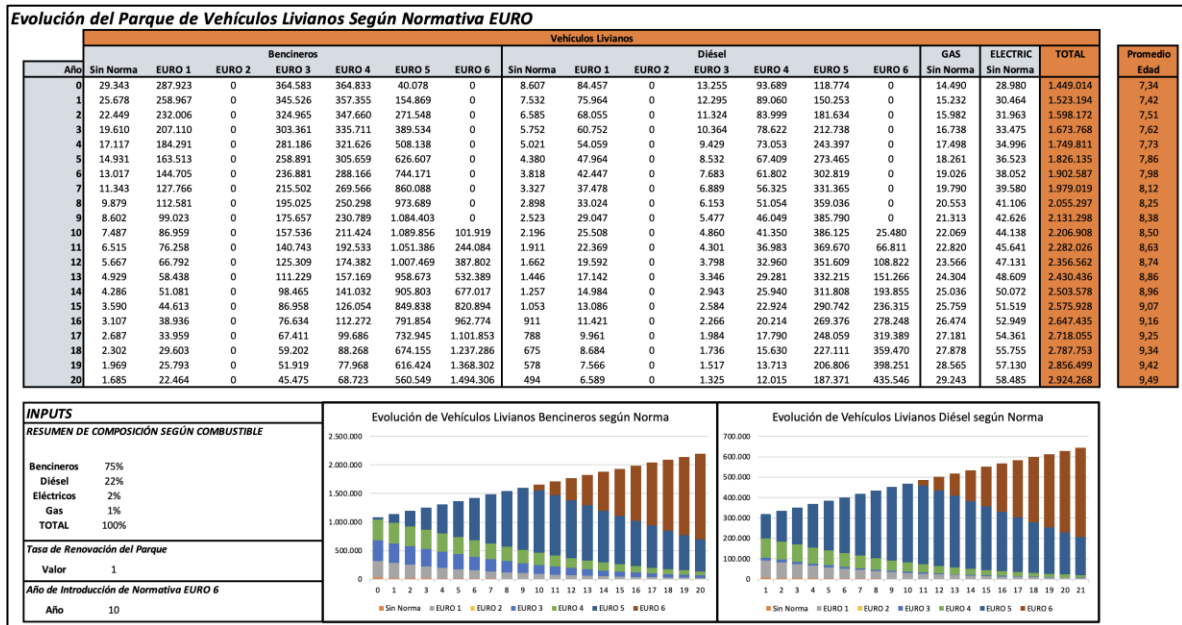 Evolución del Parque de Vehículos Livianos Según Normativa EURO
Vehículos Livianos
Bencineros Diésel GAS ELECTRIC TOTAL Promedio
Año Sin Norma EURO 1 EURO 2 EURO 3 EURO 4 EURO 5 EURO 6 Sin Norma EURO 1 EURO 2 EURO 3 EURO 4 EURO 5 EURO 6 Sin Norma Sin Norma Edad
0 29.343 287.923 0 364.583 364.833 40.078 0 8.607 84.457 0 13.255 93.689 118.774 0 14.490 28.980 1.449.014 7,34
1 25.678 258.967 0 345.526 357.355 154.869 0 7.532 75.964 0 12.295 89.060 150.253 0 15.232 30.464 1.523.194 7,42
2 22.449 232.006 0 324.965 347.660 271.548 0 6.585 68.055 0 11.324 83.999 181.634 0 15.982 31.963 1.598.172 7,51
3 19.610 207.110 0 303.361 335.711 389.534 0 5.752 60.752 0 10.364 78.622 212.738 0 16.738 33.475 1.673.768 7,62
4 17.117 184.291 0 281.186 321.626 508.138 0 5.021 54.059 0 9.429 73.053 243.397 0 17.498 34.996 1.749.811 7,73
5 14.931 163.513 0 258.891 305.659 626.607 0 4.380 47.964 0 8.532 67.409 273.465 0 18.261 36.523 1.826.135 7,86
6 13.017 144.705 0 236.881 288.166 744.171 0 3.818 42.447 0 7.683 61.802 302.819 0 19.026 38.052 1.902.587 7,98
7 11.343 127.766 0 215.502 269.566 860.088 0 3.327 37.478 0 6.889 56.325 331.365 0 19.790 39.580 1.979.019 8,12
8 9.879 112.581 0 195.025 250.298 973.689 0 2.898 33.024 0 6.153 51.054 359.036 0 20.553 41.106 2.055.297 8,25
9 8.602 99.023 0 175.657 230.789 1.084.403 0 2.523 29.047 0 5.477 46.049 385.790 0 21.313 42.626 2.131.298 8,38
10 7.487 86.959 0 157.536 211.424 1.089.856 101.919 2.196 25.508 0 4.860 41.350 386.125 25.480 22.069 44.138 2.206.908 8,50
11 6.515 76.258 0 140.743 192.533 1.051.386 244.084 1.911 22.369 0 4.301 36.983 369.670 66.811 22.820 45.641 2.282.026 8,63
12 5.667 66.792 0 125.309 174.382 1.007.469 387.802 1.662 19.592 0 3.798 32.960 351.609 108.822 23.566 47.131 2.356.562 8,74
13 4.929 58.438 0 111.229 157.169 958.673 532.389 1.446 17.142 0 3.346 29.281 332.215 151.266 24.304 48.609 2.430.436 8,86
14 4.286 51.081 0 98.465 141.032 905.803 677.017 1.257 14.984 0 2.943 25.940 311.808 193.855 25.036 50.072 2.503.578 8,96
15 3.590 44.613 0 86.958 126.054 849.838 820.894 1.053 13.086 0 2.584 22.924 290.742 236.315 25.759 51.519 2.575.928 9,07
16 3.107 38.936 0 76.634 112.272 791.854 962.774 911 11.421 0 2.266 20.214 269.376 278.248 26.474 52.949 2.647.435 9,16
17 2.687 33.959 0 67.411 99.686 732.945 1.101.853 788 9.961 0 1.984 17.790 248.059 319.389 27.181 54.361 2.718.055 9,25
18 2.302 29.603 0 59.202 88.268 674.155 1.237.286 675 8.684 0 1.736 15.630 227.111 359.470 27.878 55.755 2.787.753 9,34
19 1.969 25.793 0 51.919 77.968 616.424 1.368.302 578 7.566 0 1.517 13.713 206.806 398.251 28.565 57.130 2.856.499 9,42
20 1.685 22.464 0 45.475 68.723 560.549 1.494.306 494 6.589 0 1.325 12.015 187.371 435.546 29.243 58.485 2.924.268 9,49
INPUTS
RESUMEN DE COMPOSICIÓN SEGÚN COMBUSTIBLE
Bencineros 75%
Diésel 22%
Eléctricos 2%
Gas 1%
TOTAL 100%
Tasa de Renovación del Parque
Valor 1
Año de Introducción de Normativa EURO 6
Año 10
Evolución de Vehículos Livianos Bencineros según Norma
2.500.000
2.000.000
1.500.000
1.000.000
500.000
0
0 1 2 3 4 5 6 7 8 9 10 11 12 13 14 15 16 17 18 19 20
Sin Norma EURO 1 EURO 2 EURO 3 EURO 4 EURO 5 EURO 6
Evolución de Vehículos Livianos Diésel según Norma
700.000
600.000
500.000
400.000
300.000
200.000
100.000
0
1 2 3 4 5 6 7 8 9 10 11 12 13 14 15 16 17 18 19 20 21
Sin Norma EURO 1 EURO 2 EURO 3 EURO 4 EURO 5 EURO 6